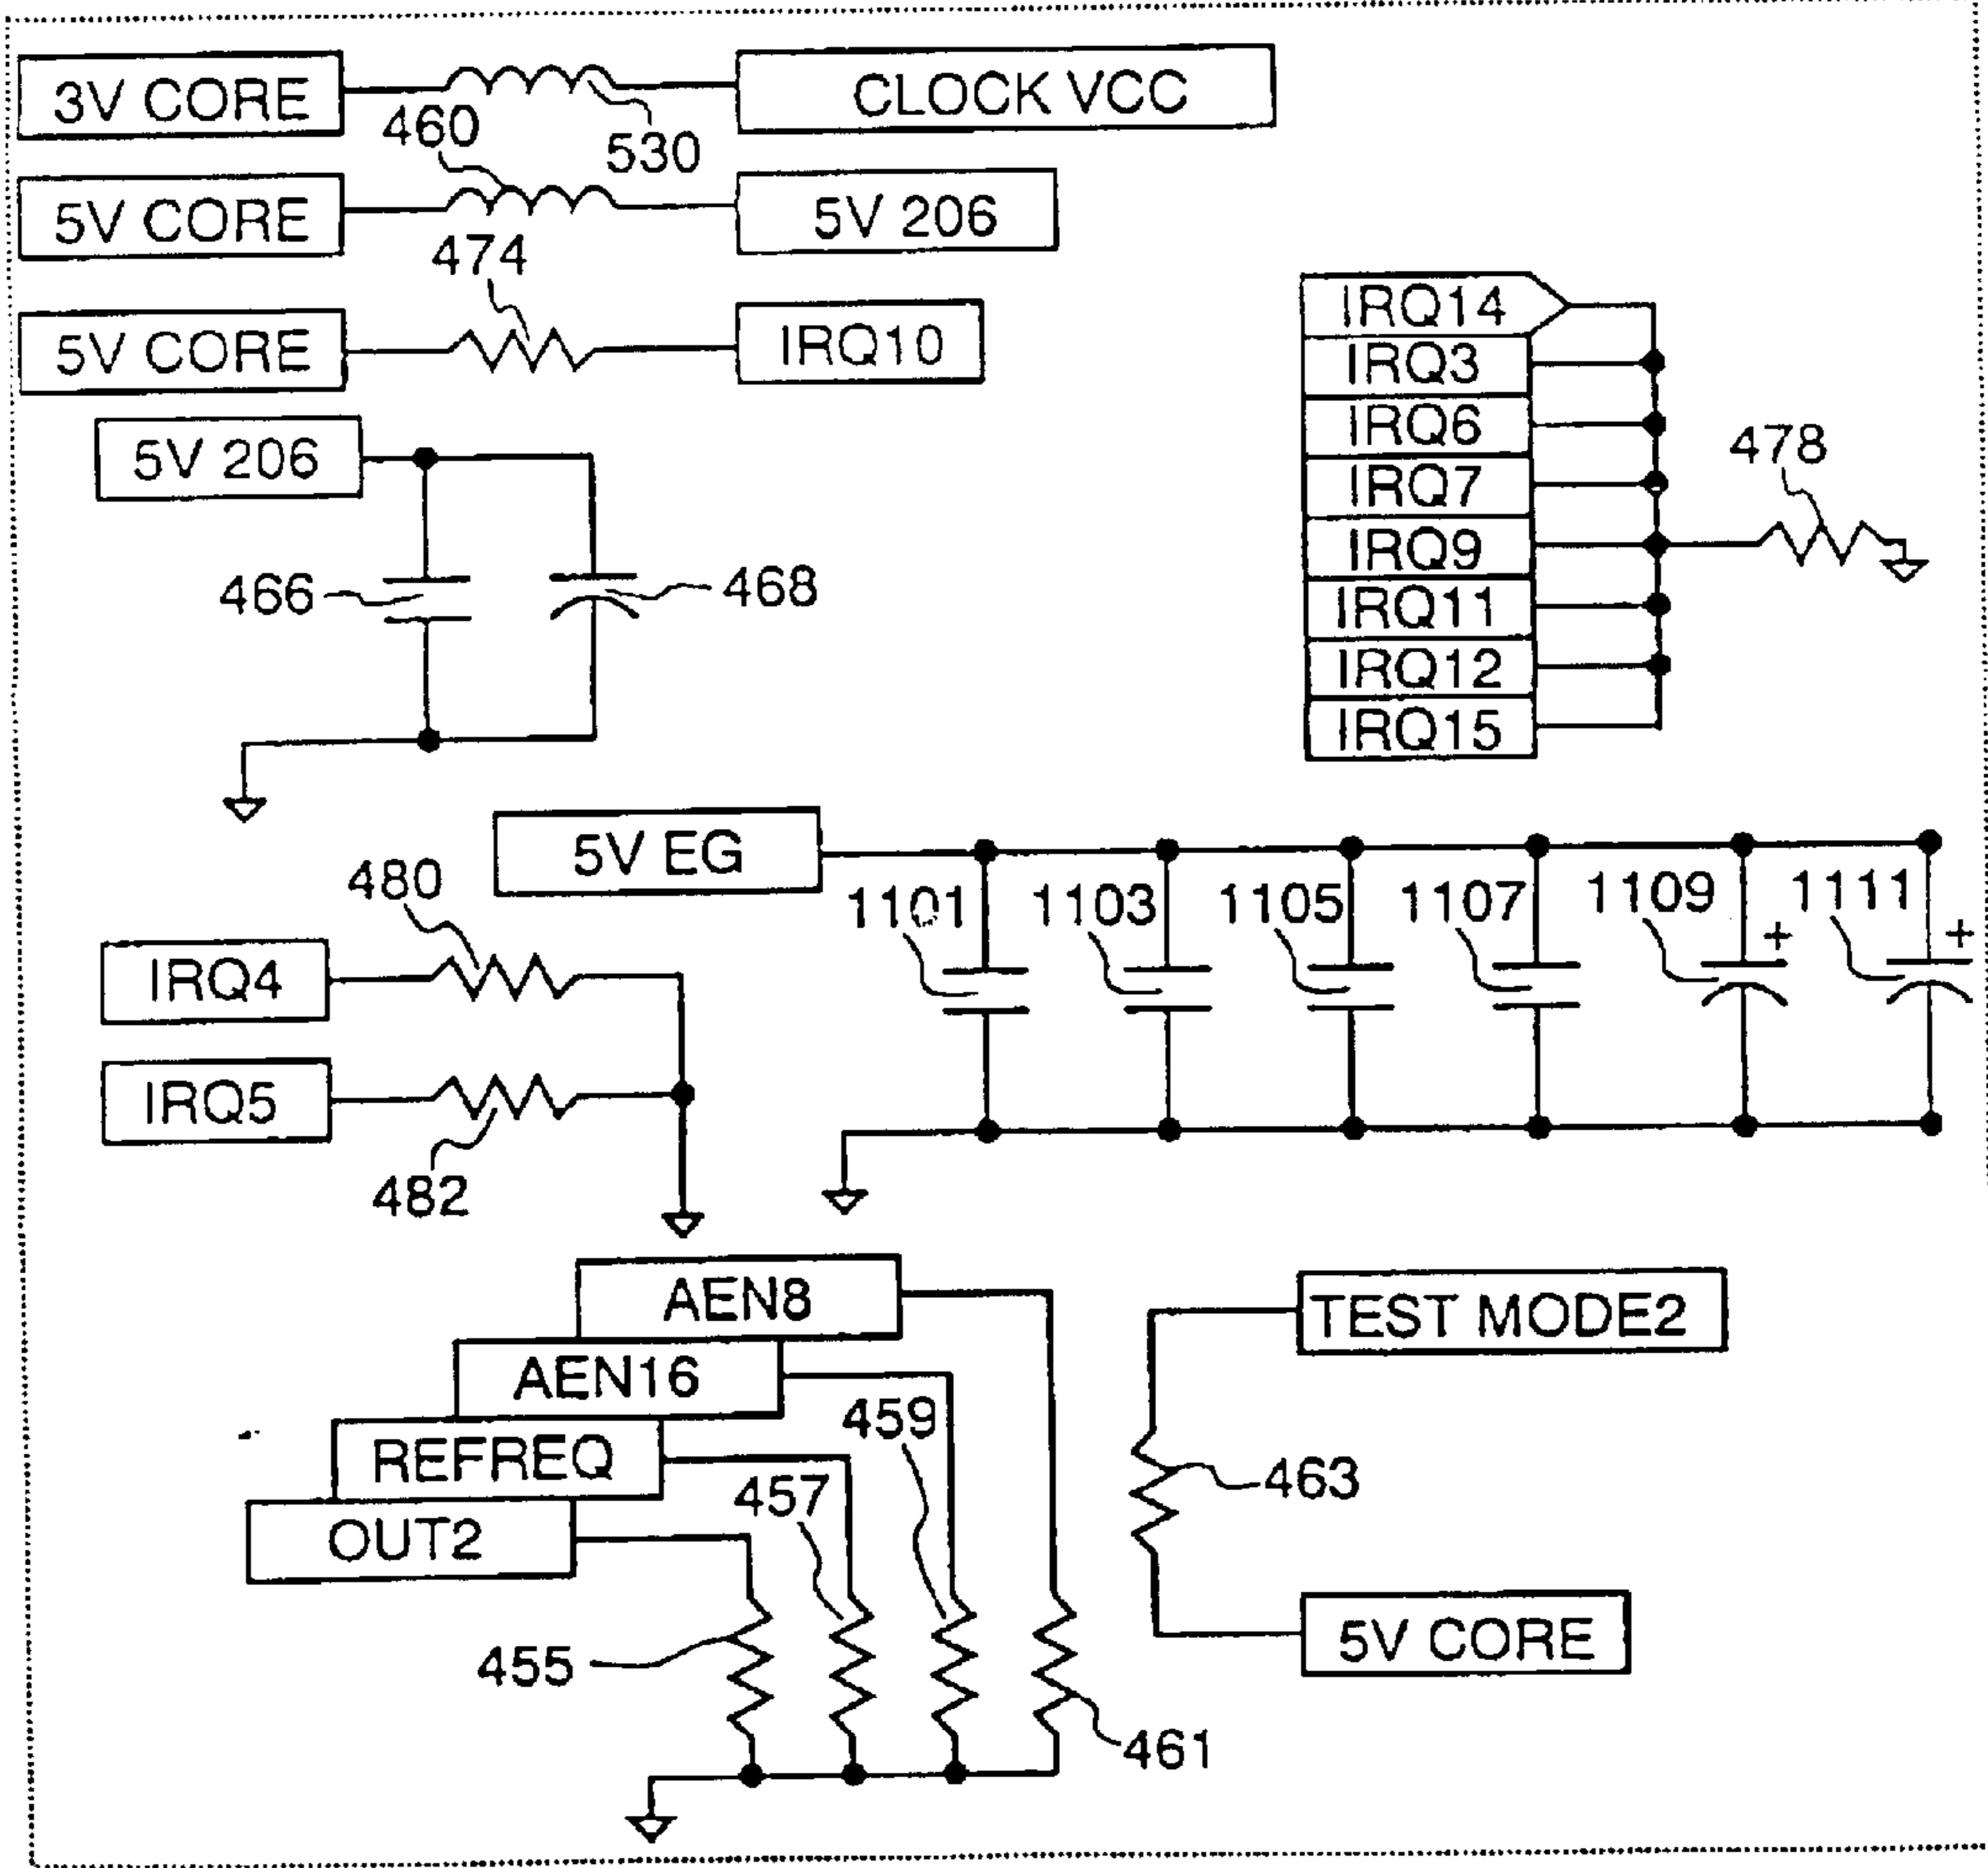 3V CORE
460
530
CLOCK VCC
5V CORE
5V 206
474
5V CORE
IRQ10
5V 206
466
468
IRQ14
IRQ3
IRQ6
IRQ7
IRQ9
IRQ11
IRQ12
IRQ15
478
5V EG
1101
1103
1105
1107
1109
+
1111
+
480
IRQ4
IRQ5
482
AEN8
AEN16
REFREQ
OUT2
455
457
459
461
TEST MODE2
463
5V CORE